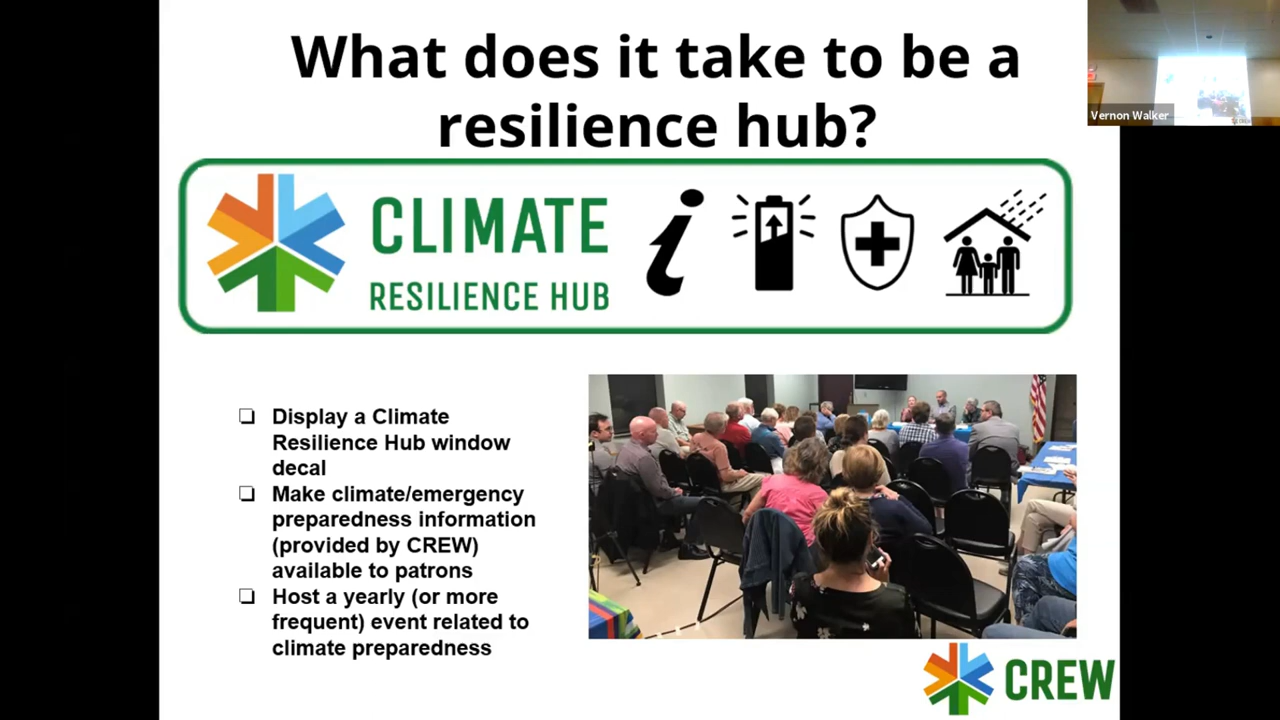 What does it take to be a
resilience hub?
Vernon Walker
CLIMATE
RESILIENCE HUB
i
Display a Climate
Resilience Hub window
decal
Make climate/emergency
preparedness information
(provided by CREW)
available to patrons
Host a yearly (or more
frequent) event related to
climate preparedness
CREW